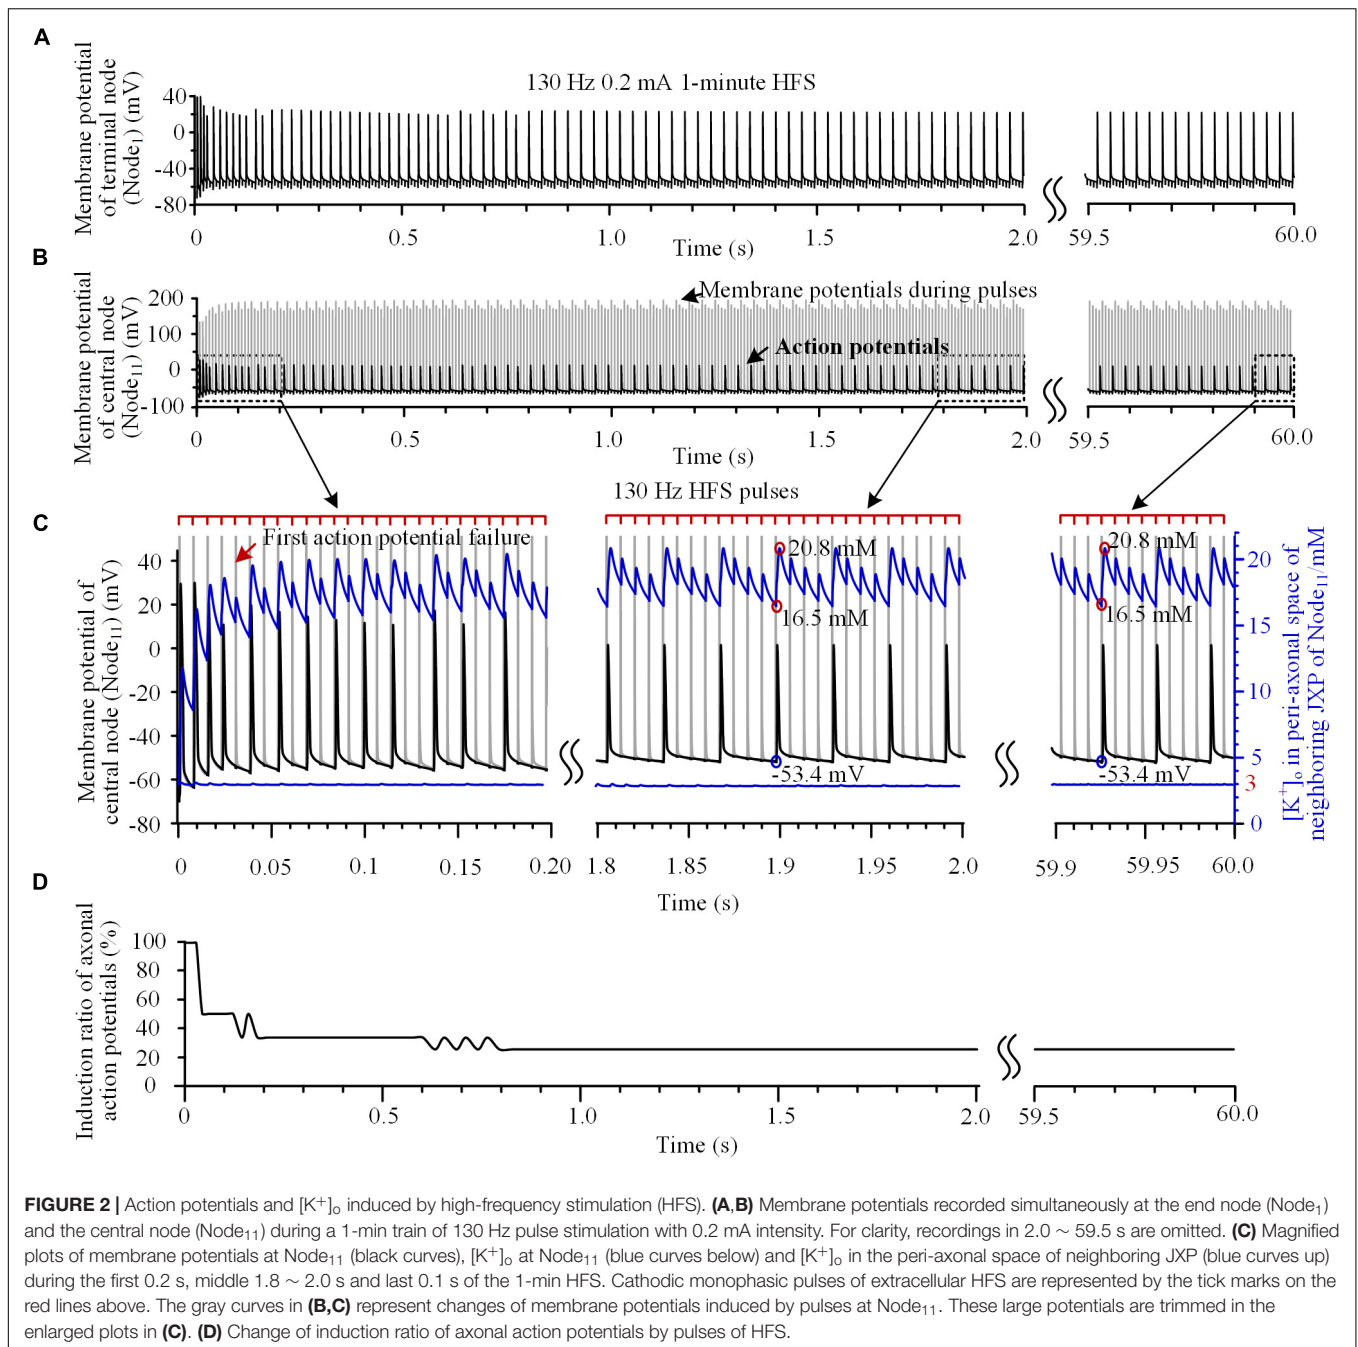 A
Membrane potential
of terminal node
(Node1) (mV)
130 Hz 0.2 mA 1-minute HFS
40
0
-40
-80
0
0.5
1.0
1.5
2.0
59.5
60.0
Time (s)
B
Membrane potential
of central node
(Node11) (mV)
200
100
0
-100
Membrane potentials during pulses
Action potentials
0
0.5
1.0
1.5
2.0
59.5
60.0
Time (s)
130 Hz HFS pulses
C
Membrane potential of
central node (Node11) (mV)
First action potential failure
40
20
0
-20
-40
-60
-80
20.8 mM
16.5 mM
-53.4 mV
20.8 mM
16.5 mM
-53.4 mV
20
15
10
5
3
0
[K+]o in peri-axonal space of
neighboring JXP of Node11/mM
0
0.05
0.1
0.15
0.20
1.8
1.85
1.9
1.95
2.0
59.9
59.95
60.0
Time (s)
D
Induction ratio of axonal
action potentials (%)
100
80
60
40
20
0
0
0.5
1.0
1.5
2.0
59.5
60.0
Time (s)
FIGURE 2 | Action potentials and [K+]o induced by high-frequency stimulation (HFS). (A,B) Membrane potentials recorded simultaneously at the end node (Node1)
and the central node (Node11) during a 1-min train of 130 Hz pulse stimulation with 0.2 mA intensity. For clarity, recordings in 2.0 ~ 59.5 s are omitted. (C) Magnified
plots of membrane potentials at Node11 (black curves), [K+]o at Node11 (blue curves below) and [K+]o in the peri-axonal space of neighboring JXP (blue curves up)
during the first 0.2 s, middle 1.8 ~ 2.0 s and last 0.1 s of the 1-min HFS. Cathodic monophasic pulses of extracellular HFS are represented by the tick marks on the
red lines above. The gray curves in (B,C) represent changes of membrane potentials induced by pulses at Node11. These large potentials are trimmed in the
enlarged plots in (C). (D) Change of induction ratio of axonal action potentials by pulses of HFS.